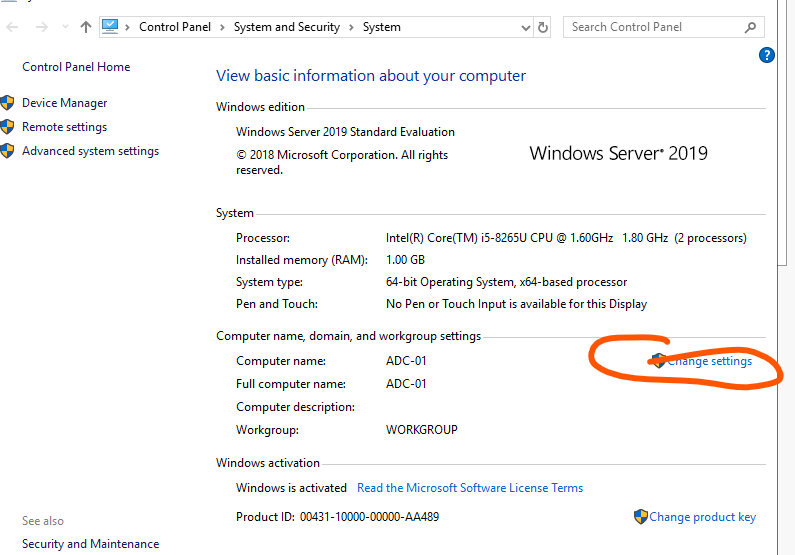 Control Panel > System and Security > System
Search Control Panel
?
Control Panel Home
Device Manager
Remote settings
Advanced system settings
View basic information about your computer
Windows edition
Windows Server 2019 Standard Evaluation
© 2018 Microsoft Corporation. All rights
reserved.
Windows Server® 2019
System
Processor: Intel(R) Core(TM) i5-8265U CPU @ 1.60GHz 1.80 GHz (2 processors)
Installed memory (RAM): 1.00 GB
System type: 64-bit Operating System, x64-based processor
Pen and Touch: No Pen or Touch Input is available for this Display
Computer name, domain, and workgroup settings
Computer name: ADC-01 Change settings
Full computer name: ADC-01
Computer description:
Workgroup: WORKGROUP
Windows activation
Windows is activated Read the Microsoft Software License Terms
Product ID: 00431-10000-00000-AA489 Change product key
See also
Security and Maintenance